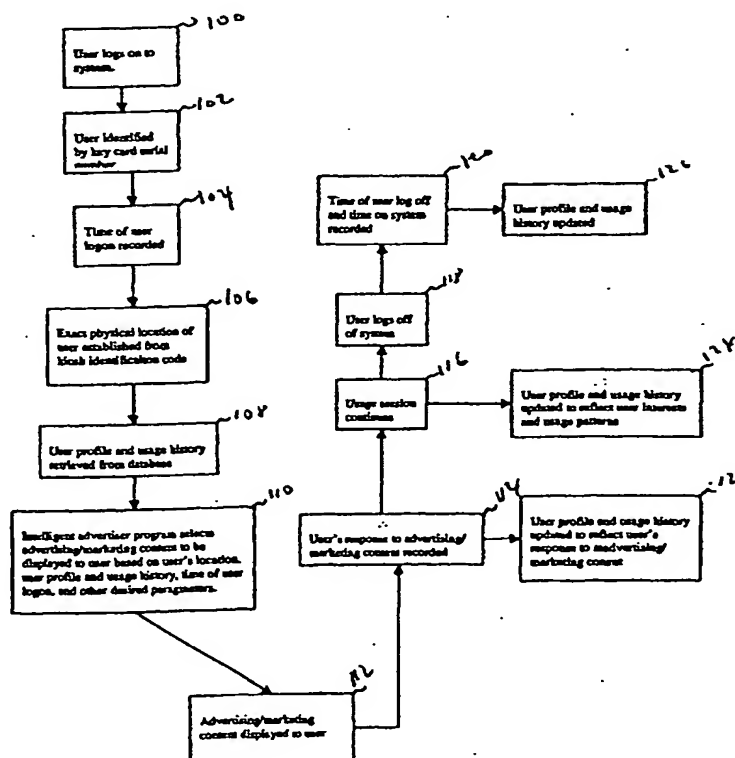 100
User logs on to
system.
102
User identified
by key card serial
number
104
Time of user
logon recorded
106
Exact physical location of
user established from
kiosk identification code
108
User profile and usage history
retrieved from database
110
Intelligent advertiser program selects
advertising/marketing content to be
displayed to user based on user's location,
user profile and usage history, time of user
logon, and other desired parameters.
112
Advertising/marketing
content displayed to user
114
User's response to advertising/
marketing content recorded
12
User profile and usage history
updated to reflect user's
response to inadvertising/
marketing content
116
Usage session
continues
124
User profile and usage history
updated to reflect user interests
and usage patterns
118
User logs off
of system
120
Time of user log off
and time on system
recorded
126
User profile and usage
history updated